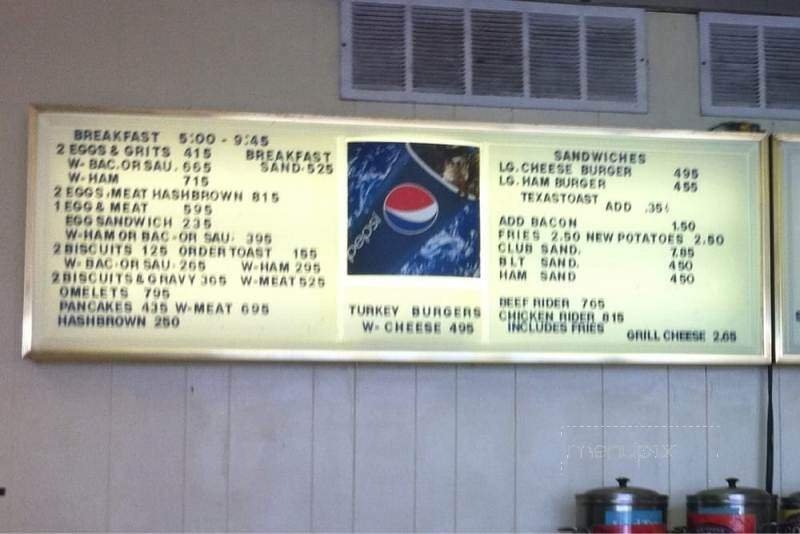 BREAKFAST 5:00 - 9:45
2 EGGS & GRITS 415
W- BAC. OR SAU. 665
W- HAM 715
2 EGGS, MEAT HASHBROWN 815
1 EGG & MEAT 595
EGG SANDWICH 235
W- HAM OR BAC - OR SAU. 395
2 BISCUITS 125 ORDER TOAST 155
W- BAC - OR SAU. 265 W- HAM 295
2 BISCUITS & GRAVY 365 W- MEAT 525
OMELETS 795
PANCAKES 435 W- MEAT 695
HASHBROWN 250
BREAKFAST
SAND. 525
pepsi
TURKEY BURGERS
W- CHEESE 495
SANDWICHES
LG. CHEESE BURGER 495
LG. HAM BURGER 455
TEXAS TOAST
ADD .35¢
ADD BACON 1.50
FRIES 2.50 NEW POTATOES 2.50
CLUB SAND. 7.85
BLT SAND. 450
HAM SAND 450
BEEF RIDER 765
CHICKEN RIDER 815
INCLUDES FRIES
GRILL CHEESE 2.65
menupix